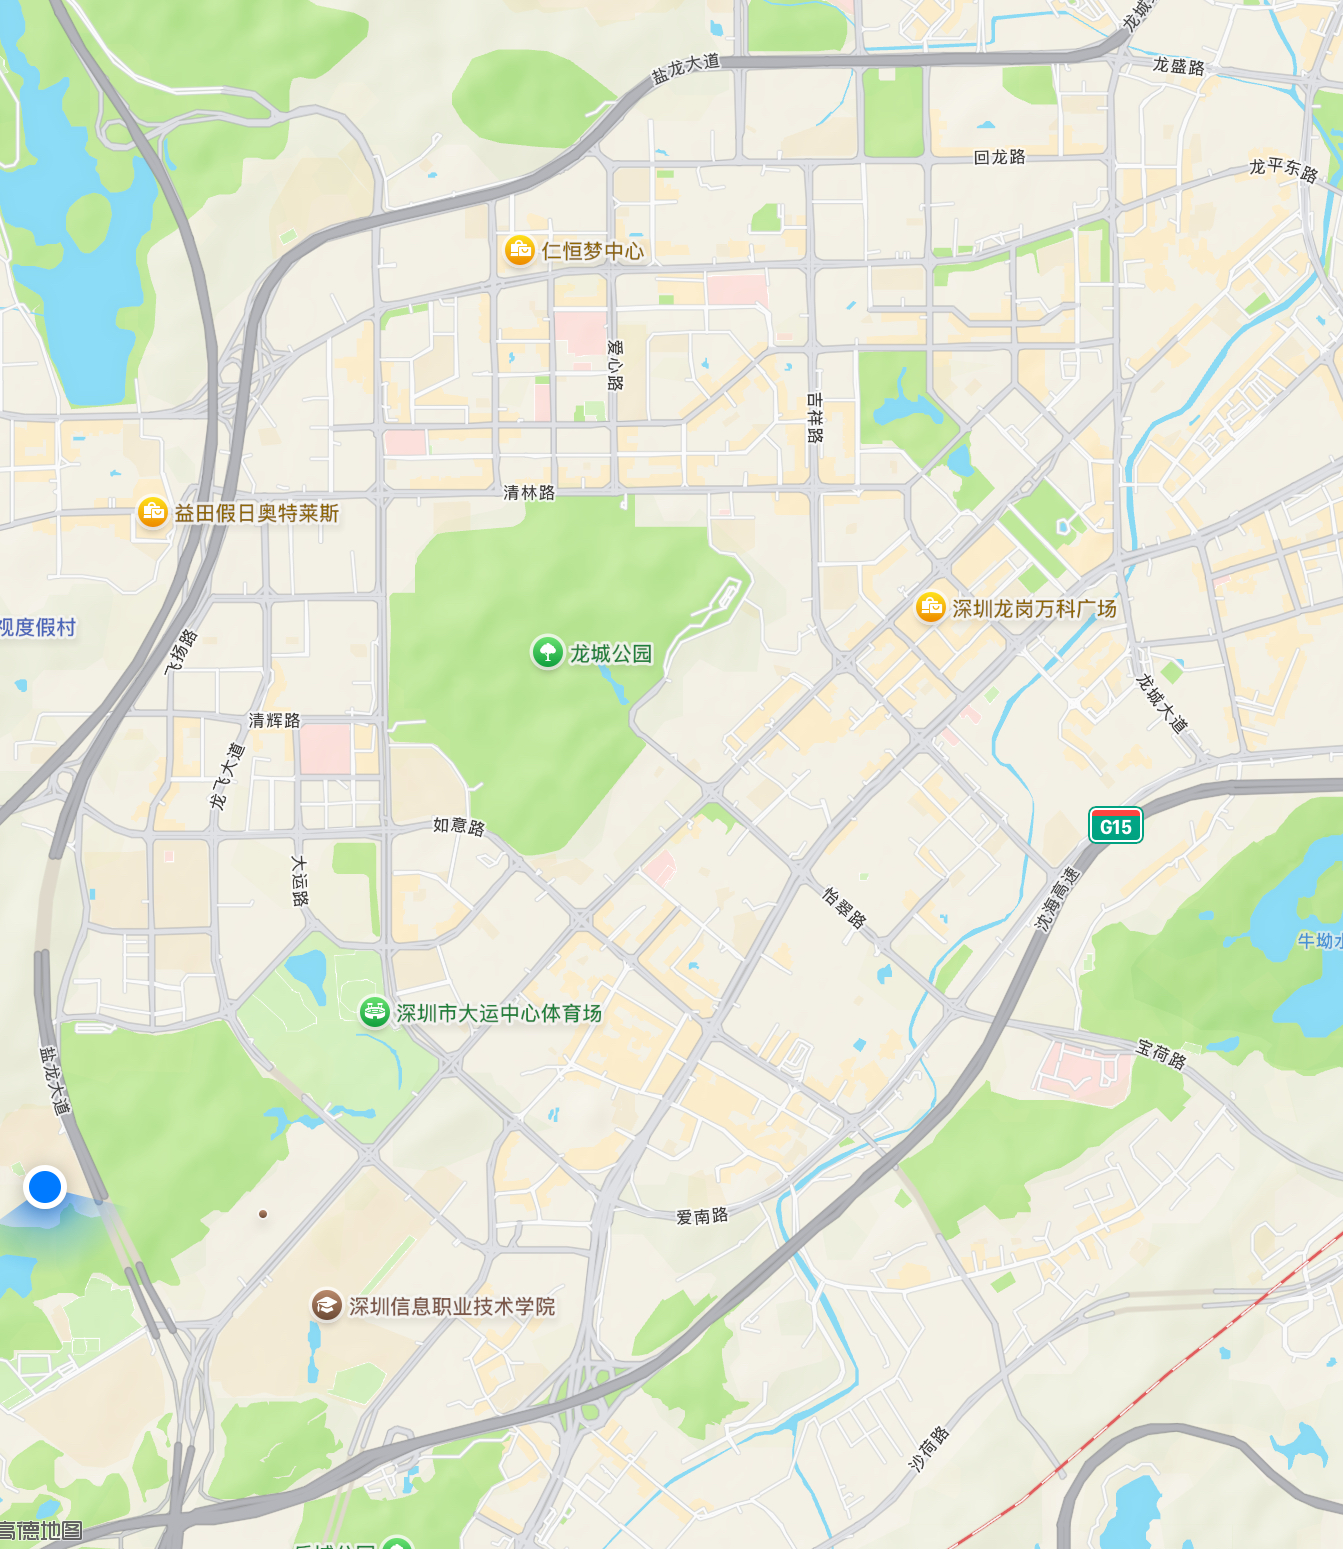 龙城
盐龙大道
龙盛路
回龙路
龙平东路
仁恒梦中心
爱心路
吉祥路
清林路
益田假日奥特莱斯
深圳龙岗万科广场
视度假村
飞扬路
龙城公园
龙城大道
清辉路
龙飞大道
如意路
G15
大运路
怡翠路
沈海高速
牛坳水
深圳市大运中心体育场
盐龙大道
宝荷路
爱南路
深圳信息职业技术学院
沙荷路
高德地图